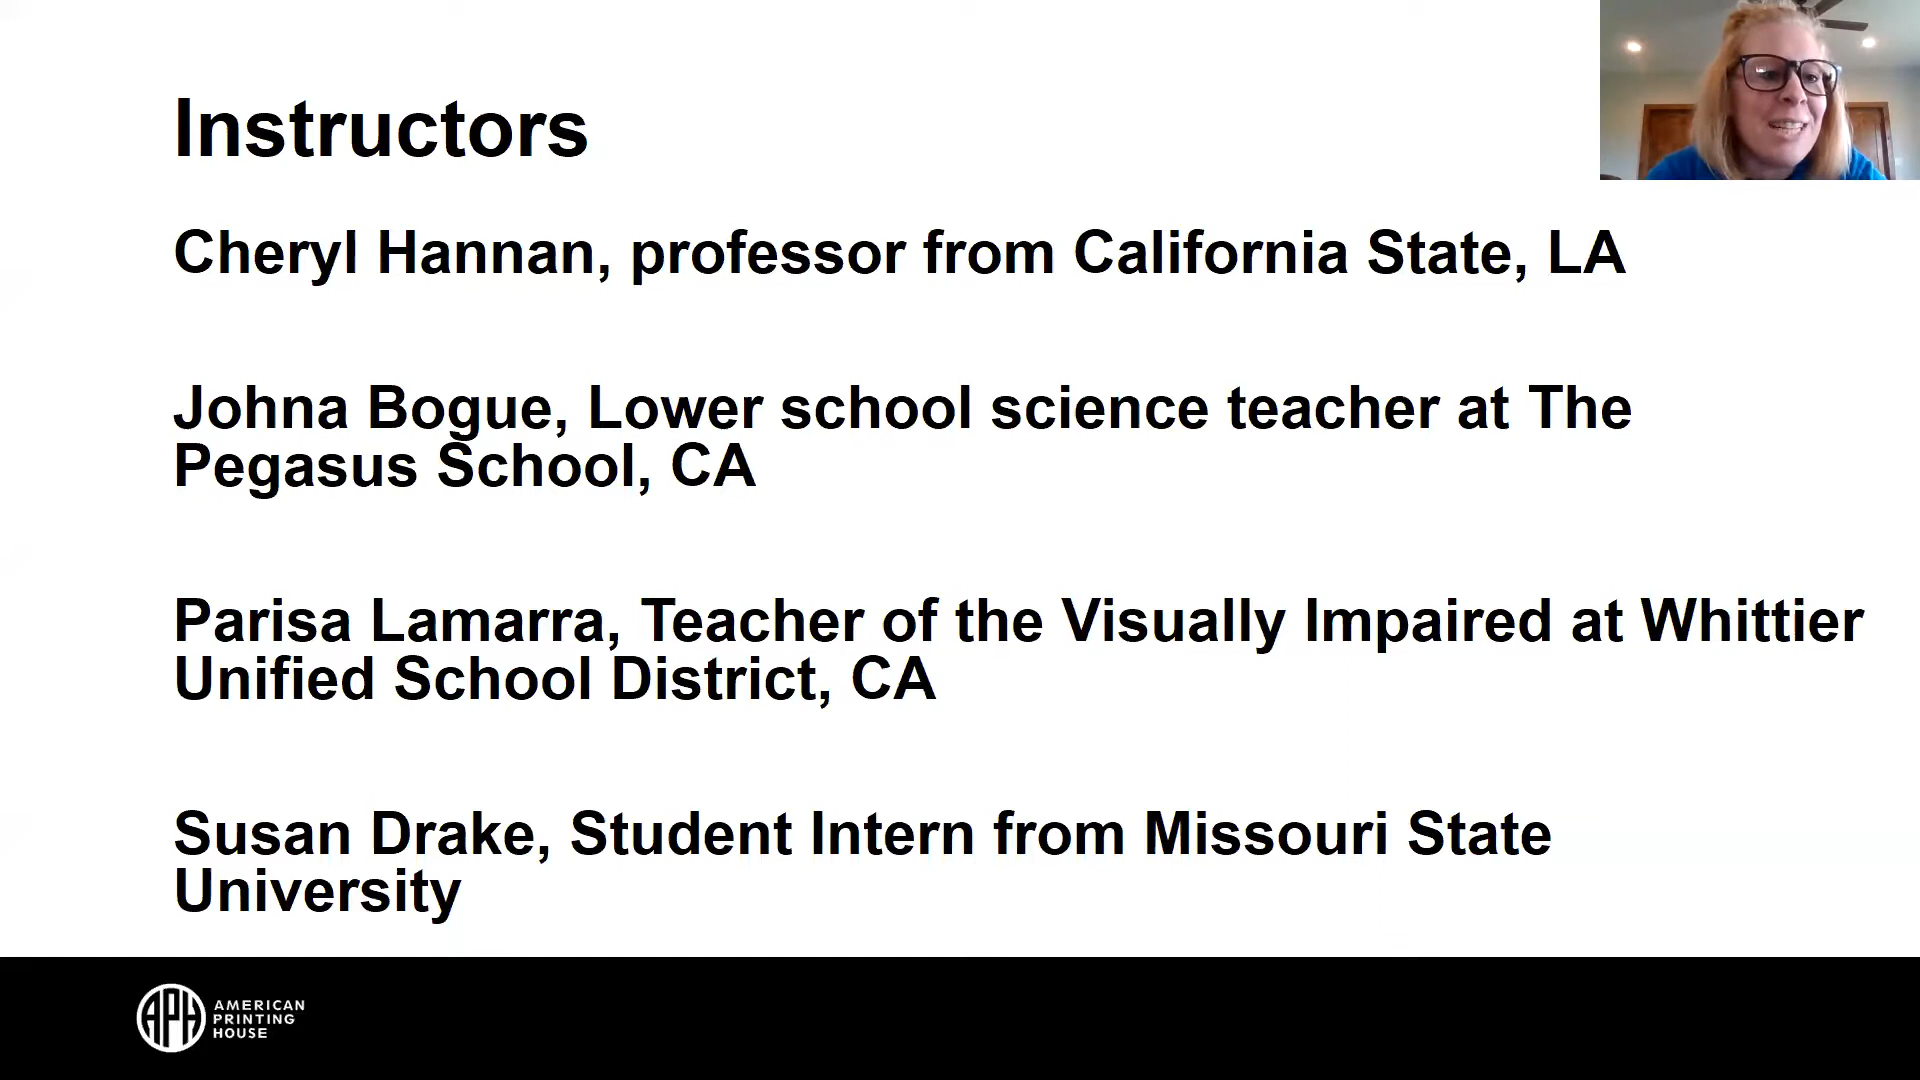 Instructors
Cheryl Hannan, professor from California State, LA
Johna Bogue, Lower school science teacher at The
Pegasus School, CA
Parisa Lamarra, Teacher of the Visually Impaired at Whittier
Unified School District, CA
Susan Drake, Student Intern from Missouri State
University
APH
AMERICAN
PRINTING
HOUSE